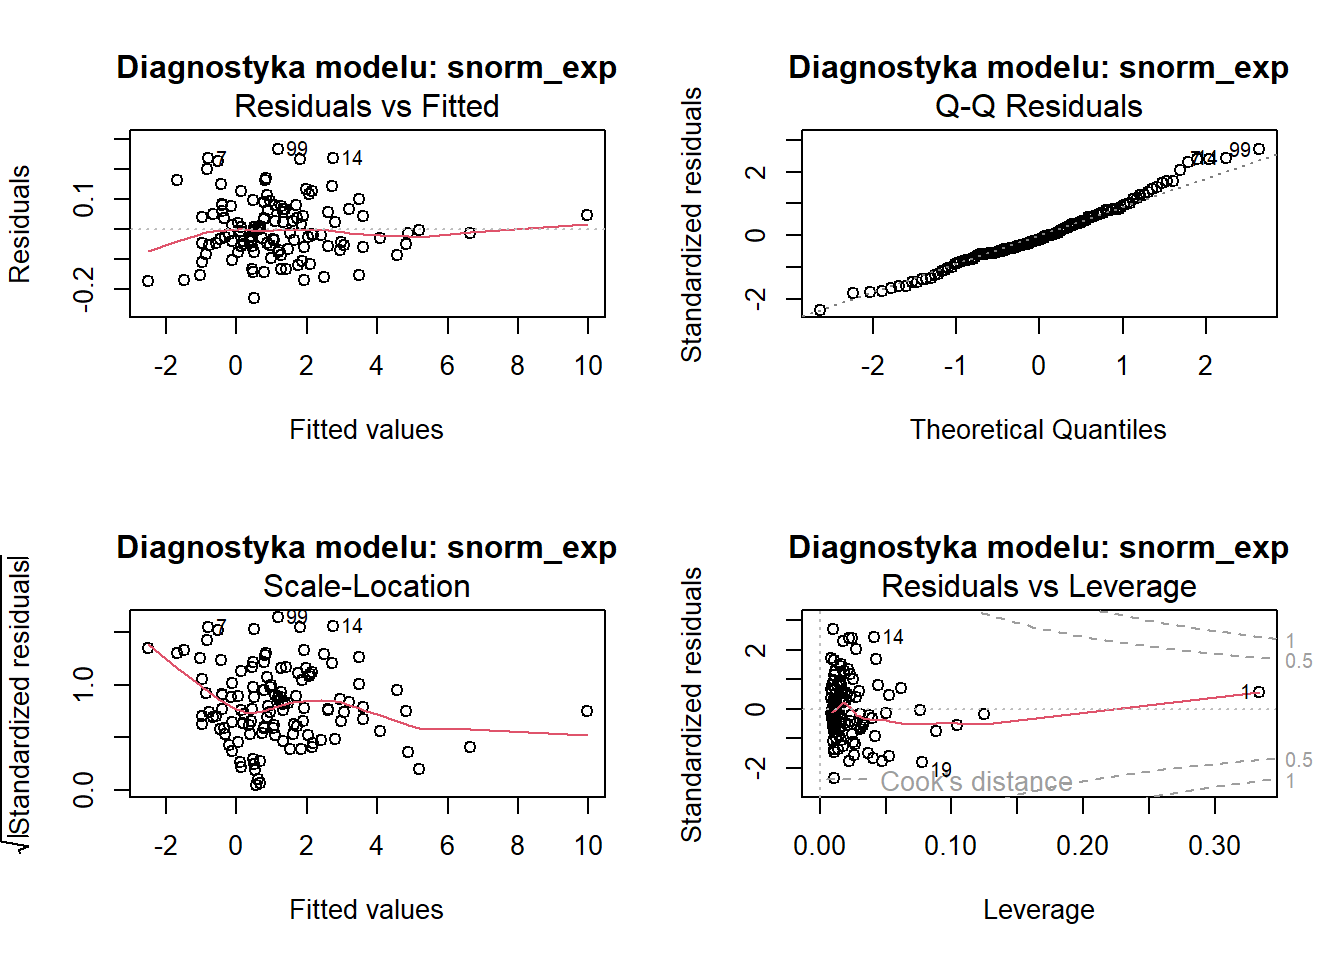 Diagnostyka modelu: snorm_exp
Residuals vs Fitted
Residuals
-0.2
0.1
7
99
14
-2
0
2
4
6
8
10
Fitted values
Diagnostyka modelu: snorm_exp
Q-Q Residuals
Standardized residuals
-2
0
2
7
14
99
-2
-1
0
1
2
Theoretical Quantiles
Diagnostyka modelu: snorm_exp
Scale-Location
√|Standardized residuals|
0.0
1.0
7
99
14
-2
0
2
4
6
8
10
Fitted values
Diagnostyka modelu: snorm_exp
Residuals vs Leverage
Standardized residuals
-2
0
2
14
1
19
Cook's distance
1
0.5
0.5
1
0.00
0.10
0.20
0.30
Leverage